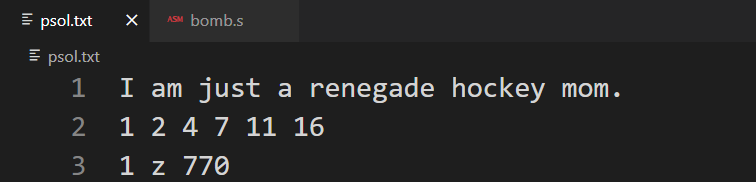 psol.txt × ASM bomb.s
psol.txt
1 I am just a renegade hockey mom.
2 1 2 4 7 11 16
3 1 z 770